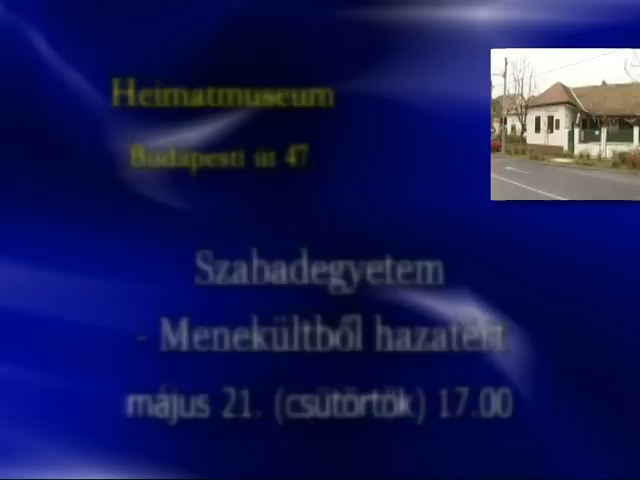 Heimatmuseum
Budapesti út 47.
Szabadegyetem
- Menekültből hazatért
május 21. (csütörtök) 17.00